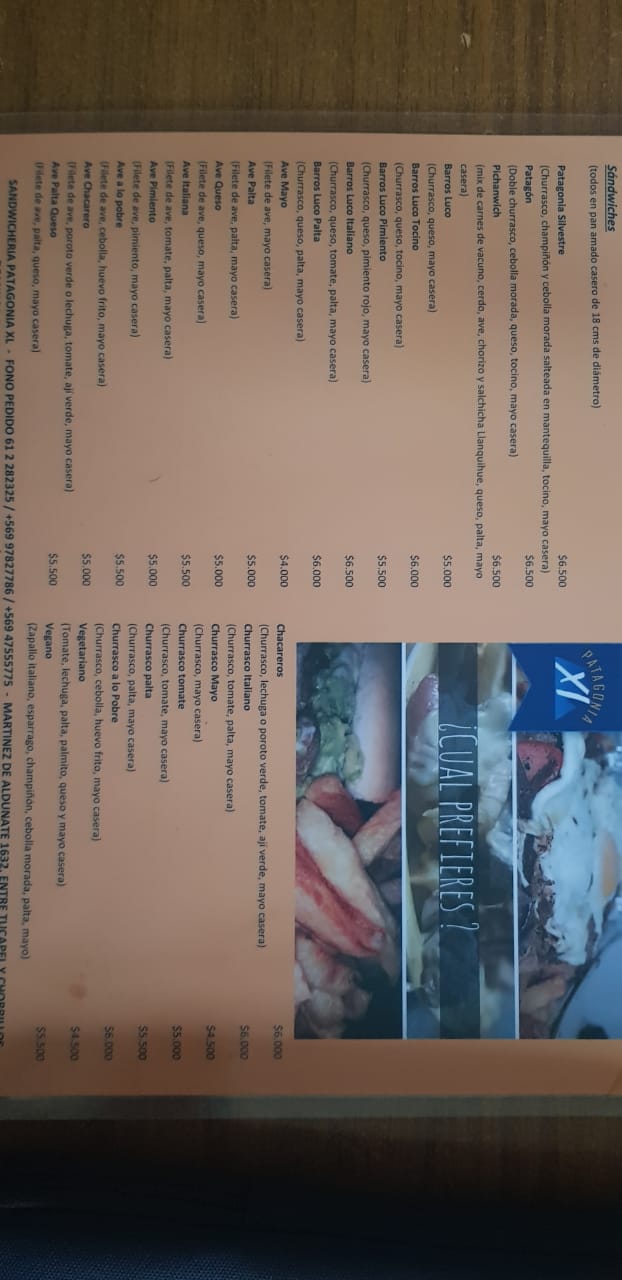 Sándwiches
(todos en pan amado casero de 18 cms de diámetro)
Patagonia Silvestre $6.500
(Churrasco, champiñón y cebolla morada salteada en mantequilla, tocino, mayo casera)
Patagón $6.500
(Doble churrasco, cebolla morada, queso, tocino, mayo casera)
Pichanwich $6.500
(mix de carnes de vacuno, cerdo, ave, chorizo y salchicha Llanquihue, queso, palta, mayo
casera)
Barros Luco $5.000
(Churrasco, queso, mayo casera)
Barros Luco Tocino $6.000
(Churrasco, queso, tocino, mayo casera)
Barros Luco Pimiento $5.500
(Churrasco, queso, pimiento rojo, mayo casera)
Barros Luco Italiano $6.500
(Churrasco, queso, tomate, palta, mayo casera)
Barros Luco Palta $6.000
(Churrasco, queso, palta, mayo casera)
Ave Mayo $4.000
(Filete de ave, mayo casera)
Ave Palta $5.000
(Filete de ave, palta, mayo casera)
Ave Queso $5.000
(Filete de ave, queso, mayo casera)
Ave Italiana $5.500
(Filete de ave, tomate, palta, mayo casera)
Ave Pimiento $5.000
(Filete de ave, pimiento, mayo casera)
Ave a lo pobre $5.500
(Filete de ave, cebolla, huevo frito, mayo casera)
Ave Chacarero $5.000
(Filete de ave, poroto verde o lechuga, tomate, ají verde, mayo casera)
Ave Palta Queso $5.500
(Filete de ave, palta, queso, mayo casera)
PATAGONIA
XL
¿CUAL PREFIERES?
Chacareros $6.000
(Churrasco, lechuga o poroto verde, tomate, ají verde, mayo casera)
Churrasco Italiano $6.000
(Churrasco, tomate, palta, mayo casera)
Churrasco Mayo $4.500
(Churrasco, mayo casera)
Churrasco tomate $5.000
(Churrasco, tomate, mayo casera)
Churrasco palta $5.500
(Churrasco, palta, mayo casera)
Churrasco a lo Pobre $6.000
(Churrasco, cebolla, huevo frito, mayo casera)
Vegetariano $4.500
(Tomate, lechuga, palta, palmito, queso y mayo casera)
Vegano $5.500
(Zapallo italiano, esparrago, champiñón, cebolla morada, palta, mayo)
SANDWICHERIA PATAGONIA XL - FONO PEDIDO 61 2 282325 / +569 97827786 / +569 47555775 - MARTINEZ DE ALDUNATE 1632, ENTRE TUCAPEL Y CHORRILLOS